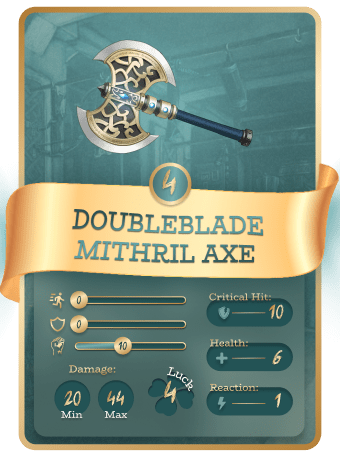 4
DOUBLEBLADE
MITHRIL AXE
0
0
10
Damage:
20
44
Min
Max
Luck
4
Critical Hit:
10
Health:
6
Reaction:
1